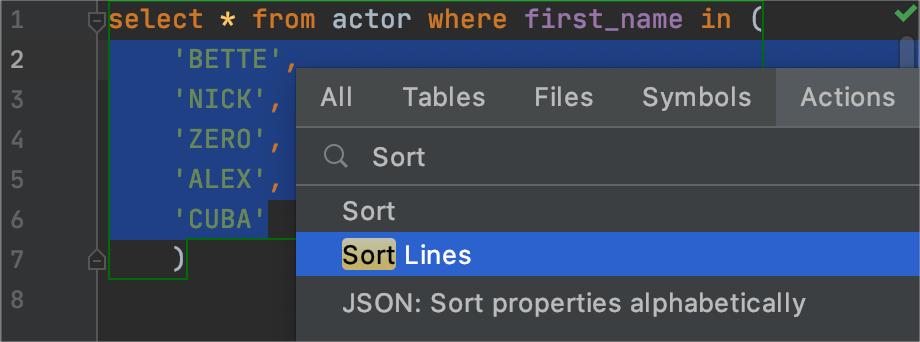 1 select * from actor where first_name in (
2 'BETTE',
3 'NICK',
4 'ZERO',
5 'ALEX',
6 'CUBA'
7 )
8
All Tables Files Symbols Actions
Sort
Sort
Sort Lines
JSON: Sort properties alphabetically